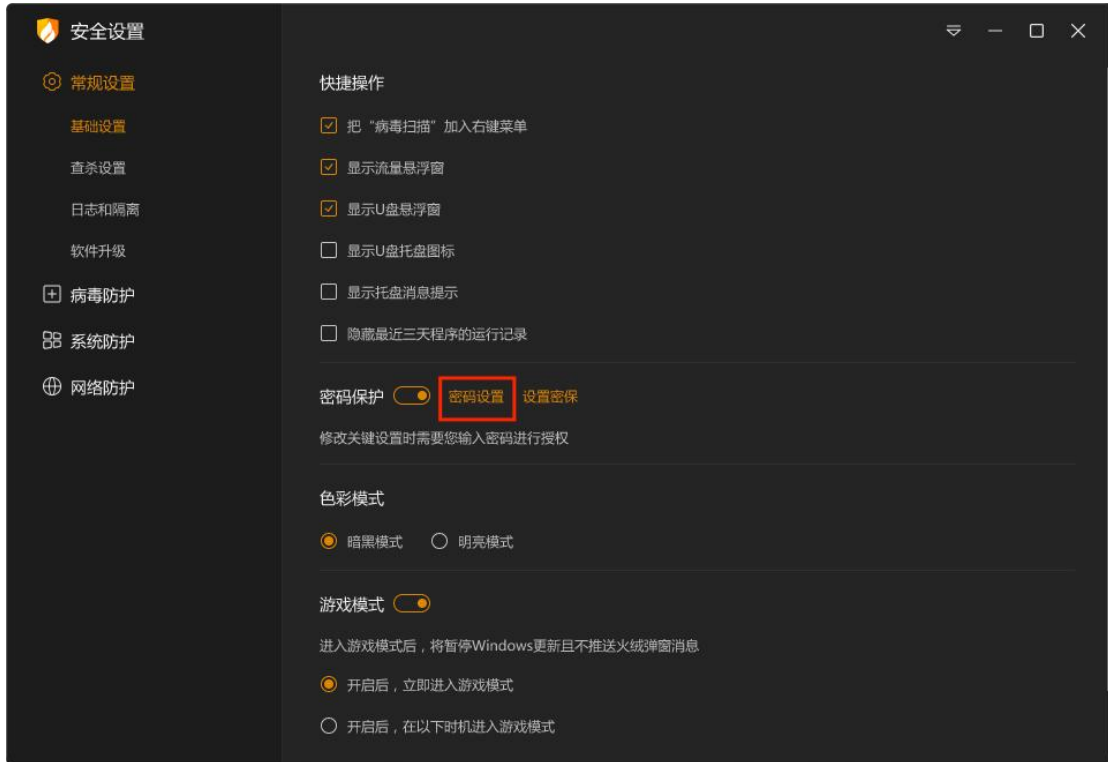 安全设置
常规设置
基础设置
查杀设置
日志和隔离
软件升级
病毒防护
系统防护
网络防护
快捷操作
把“病毒扫描”加入右键菜单
显示流量悬浮窗
显示U盘悬浮窗
显示U盘托盘图标
显示托盘消息提示
隐藏最近三天程序的运行记录
密码保护 密码设置 设置密保
修改关键设置时需要您输入密码进行授权
色彩模式
暗黑模式 明亮模式
游戏模式
进入游戏模式后，将暂停Windows更新且不推送火绒弹窗消息
开启后，立即进入游戏模式
开启后，在以下时机进入游戏模式